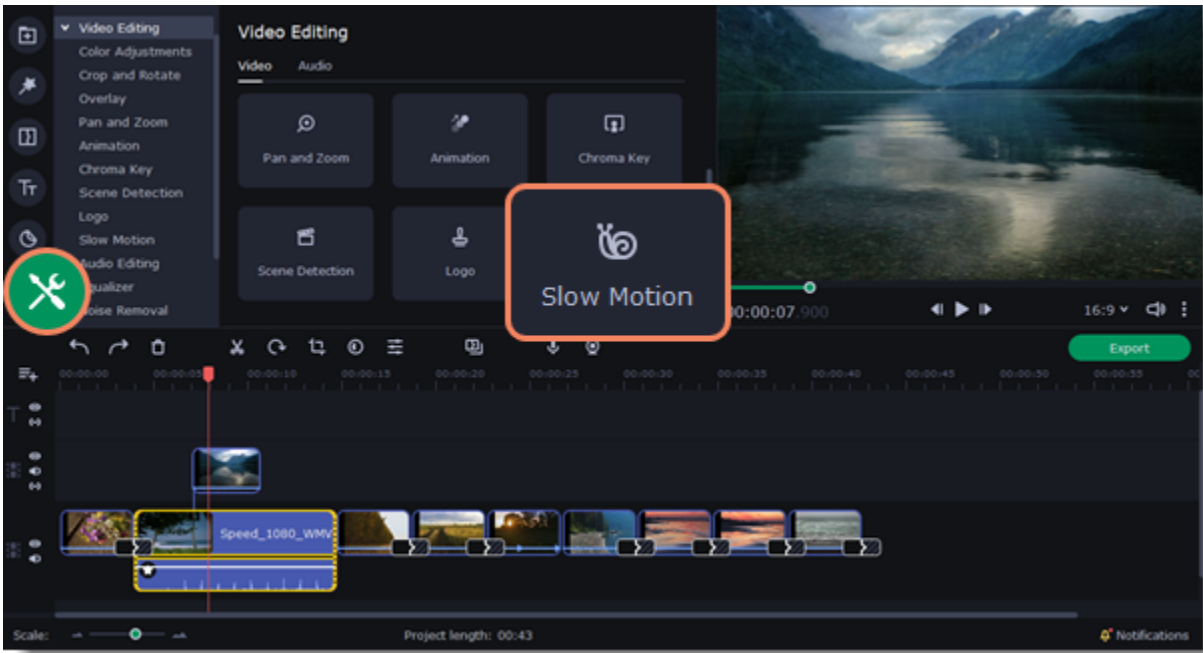 Video Editing
Color Adjustments
Crop and Rotate
Overlay
Pan and Zoom
Animation
Chroma Key
Scene Detection
Logo
Slow Motion
Audio Editing
Equalizer
Noise Removal
Video Editing
Video Audio
Pan and Zoom
Animation
Chroma Key
Scene Detection
Logo
Slow Motion
00:00:07.900
16:9
Export
00:00:00 00:00:05 00:00:10 00:00:15 00:00:20 00:00:25 00:00:30 00:00:35 00:00:40 00:00:45 00:00:50 00:00:55
Speed_1080_WMV
Scale:
Project length: 00:43
Notifications